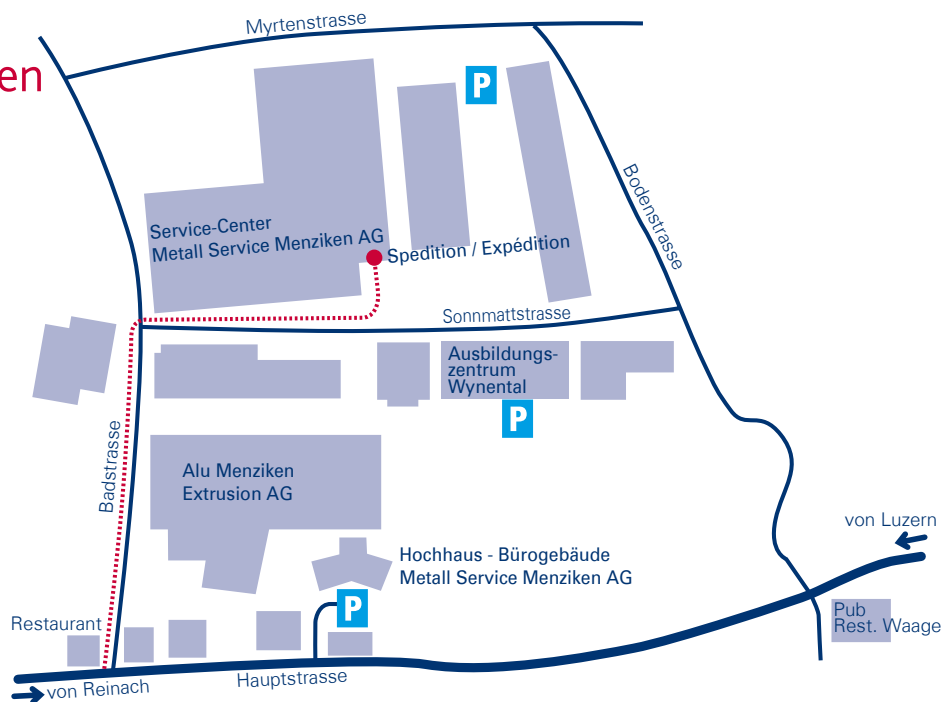 Myrtenstrasse
en
P
Bodenstrasse
Service-Center
Metall Service Menziken AG
Spedition / Expédition
Sonnmattstrasse
Ausbildungs-
zentrum
Wynental
P
Badstrasse
Alu Menziken
Extrusion AG
von Luzern
Hochhaus - Bürogebäude
Metall Service Menziken AG
P
Pub
Rest. Waage
Restaurant
Hauptstrasse
von Reinach